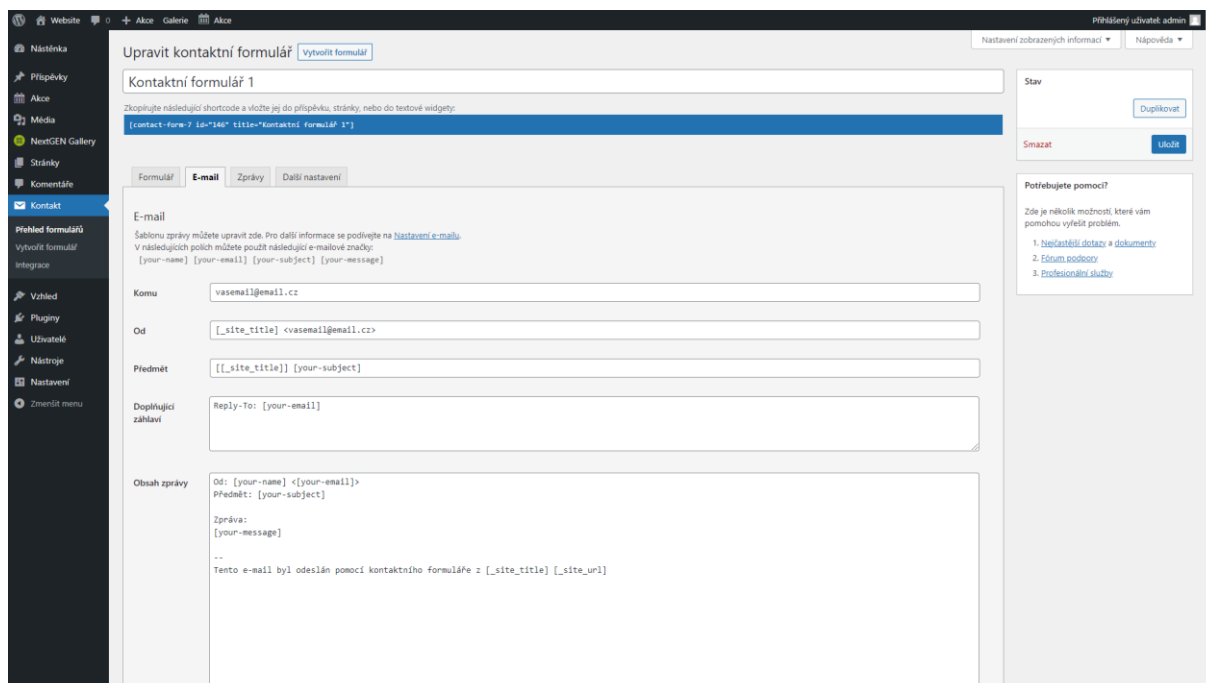 Website 0 Akce Galerie Akce Přihlášený uživatel: admin
Nástěnka
Příspěvky
Akce
Média
NextGEN Gallery
Stránky
Komentáře
Kontakt
Přehled formulářů
Vytvořit formulář
Integrace
Vzhled
Pluginy
Uživatelé
Nástroje
Nastavení
Zmenšit menu
Nastavení zobrazených informací ▼ Nápověda ▼
Upravit kontaktní formulář Vytvořit formulář
Kontaktní formulář 1
Zkopírujte následující shortcode a vložte jej do příspěvku, stránky, nebo do textové widgety:
[contact-form-7 id="146" title="Kontaktní formulář 1"]
Formulář E-mail Zprávy Další nastavení
E-mail
Šablonu zprávy můžete upravit zde. Pro další informace se podívejte na Nastavení e-mailu.
V následujících polích můžete použít následující e-mailové značky:
[your-name] [your-email] [your-subject] [your-message]
Komu vasemail@email.cz
Od [_site_title] <vasemail@email.cz>
Předmět [[_site_title]] [your-subject]
Doplňující
záhlaví
Reply-To: [your-email]
Obsah zprávy
Od: [your-name] <[your-email]>
Předmět: [your-subject]
Zpráva:
[your-message]
--
Tento e-mail byl odeslán pomocí kontaktního formuláře z [_site_title] [_site_url]
Stav
Duplikovat
Smazat Uložit
Potřebujete pomoci?
Zde je několik možností, které vám
pomohou vyřešit problém.
1. Nejčastější dotazy a dokumenty
2. Fórum podpory
3. Profesionální služby